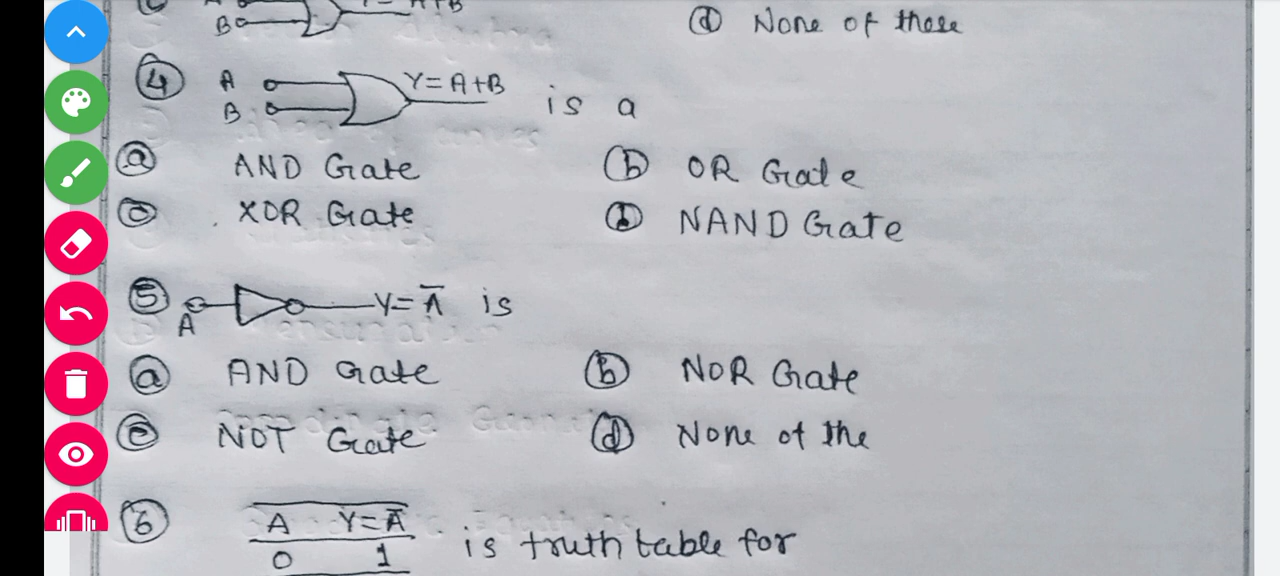 B
ⓓ None of these
④ A B Y=A+B is a
ⓐ AND Gate ⓑ OR Gate
ⓒ XOR Gate ⓓ NAND Gate
⑤ A Y=Ā is
ⓐ AND Gate ⓑ NOR Gate
ⓒ NOT Gate ⓓ None of the
⑥ A Y=Ā is truth table for
0 1